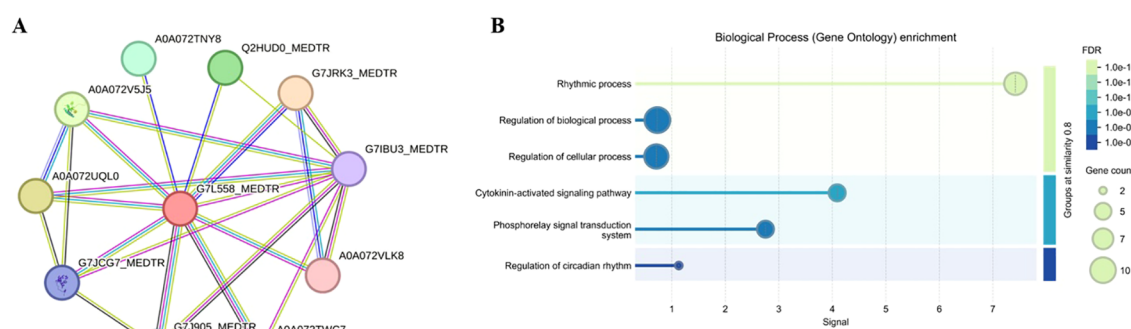 A
B
A0A072TNY8
Q2HUD0_MEDTR
G7JRK3_MEDTR
A0A072V5J5
G7IBU3_MEDTR
A0A072UQL0
G7L558_MEDTR
A0A072VLK8
G7JCG7_MEDTR
G7J905_MEDTR
Biological Process (Gene Ontology) enrichment
Rhythmic process
Regulation of biological process
Regulation of cellular process
Cytokinin-activated signaling pathway
Phosphorelay signal transduction
system
Regulation of circadian rhythm
1 2 3 4 5 6 7
Signal
Groups at similarity 0.8
FDR
1.0e-1
1.0e-1
1.0e-1
1.0e-0
1.0e-0
1.0e-0
Gene coun
2
5
7
10